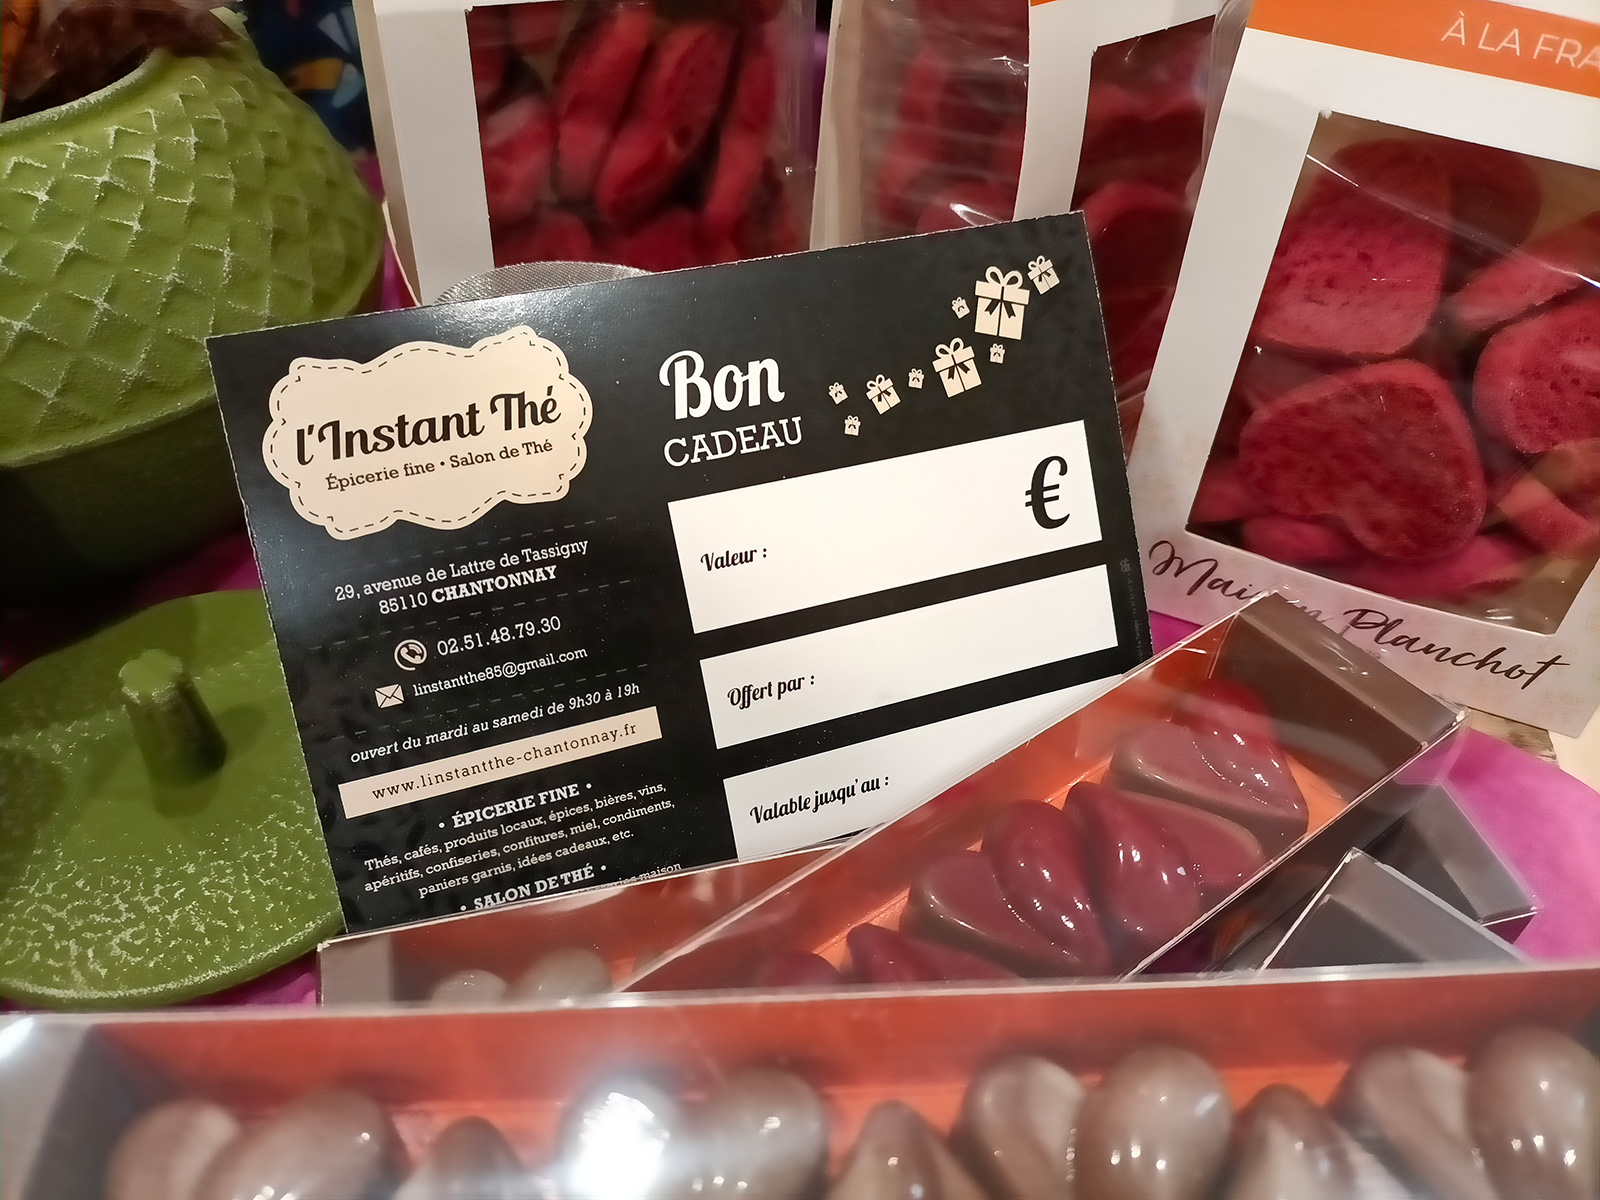 À LA FRA
l'Instant Thé
Épicerie fine • Salon de Thé
29, avenue de Lattre de Tassigny
85110 CHANTONNAY
02.51.48.79.30
linstantthe85@gmail.com
ouvert du mardi au samedi de 9h30 à 19h
www.linstantthe-chantonnay.fr
• ÉPICERIE FINE •
Thés, cafés, produits locaux, épices, bières, vins,
apéritifs, confiseries, confitures, miel, condiments,
paniers garnis, idées cadeaux, etc.
• SALON DE THÉ •
maison
Bon
CADEAU
Valeur :
€
Offert par :
Valable jusqu'au :
Maison Planchot